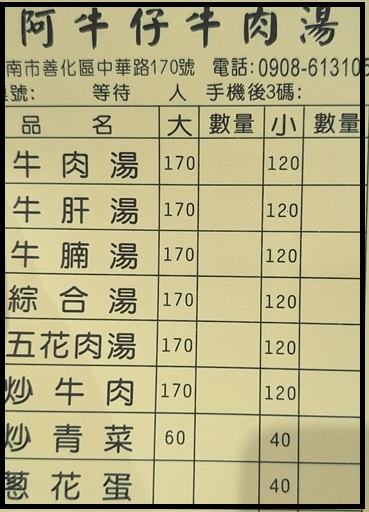 阿牛仔牛肉湯
南市善化區中華路170號 電話:0908-613105
號: 等待 人 手機後3碼:
品 名 大 數量 小 數量
牛肉湯 170 120
牛肝湯 170 120
牛腩湯 170 120
綜合湯 170 120
五花肉湯 170 120
炒牛肉 170 120
炒青菜 60 40
蔥花蛋 40